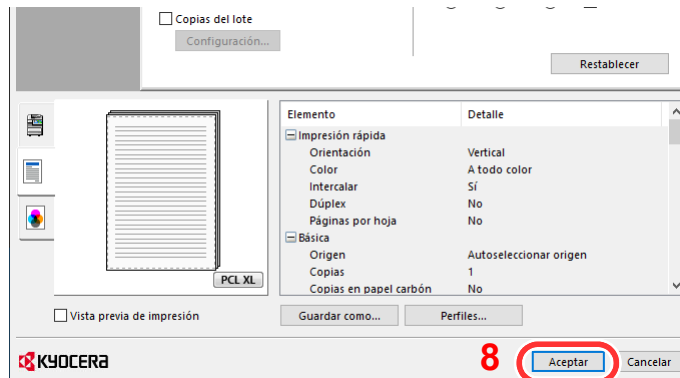 Copias del lote
Configuración...
Restablecer
Elemento Detalle
Impresión rápida
Orientación Vertical
Color A todo color
Intercalar Sí
Dúplex No
Páginas por hoja No
Básica
Origen Autoseleccionar origen
Copias 1
Copias en papel carbón No
PCL XL
Vista previa de impresión
Guardar como... Perfiles...
KYOCERA
8 Aceptar Cancelar